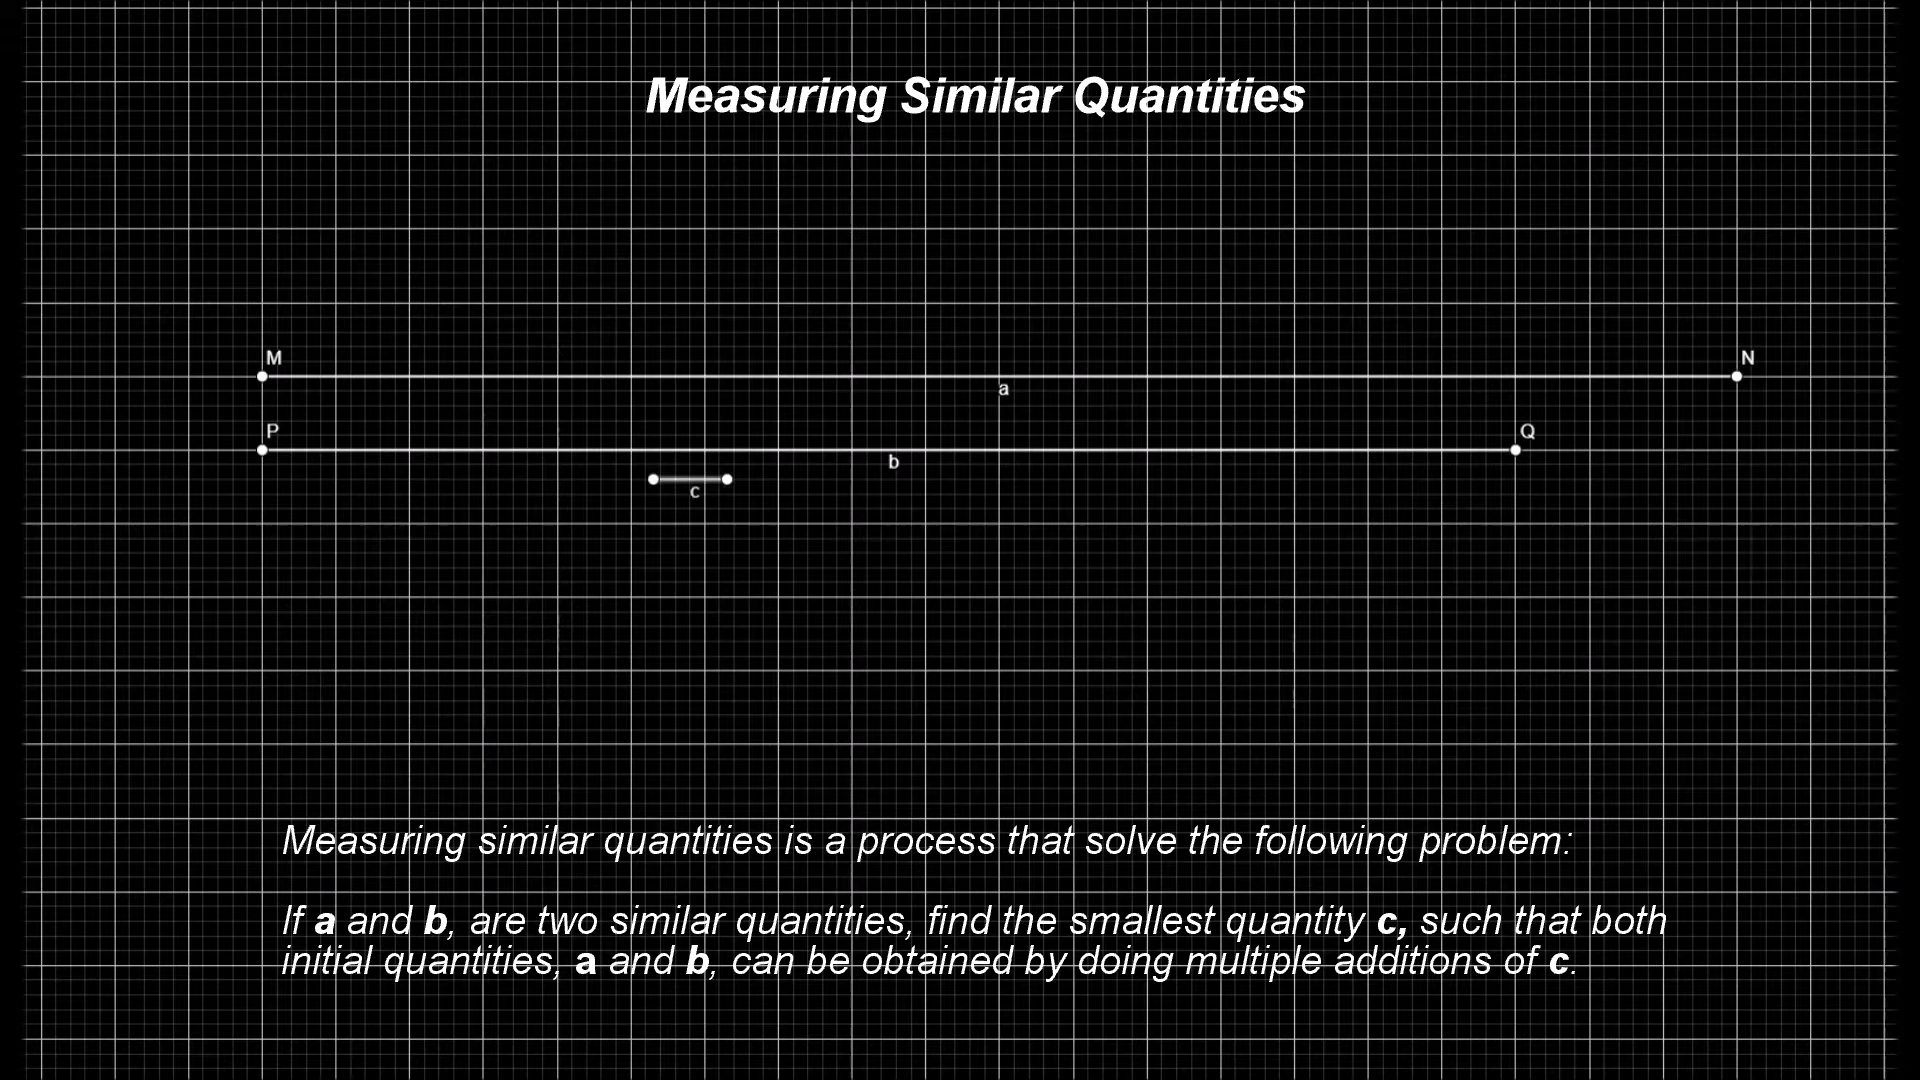 Measuring Similar Quantities
M
N
a
P
Q
b
c
Measuring similar quantities is a process that solve the following problem:
If a and b, are two similar quantities, find the smallest quantity c, such that both
initial quantities, a and b, can be obtained by doing multiple additions of c.